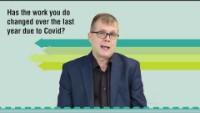 Has the work you do
changed over the last
year due to Covid?